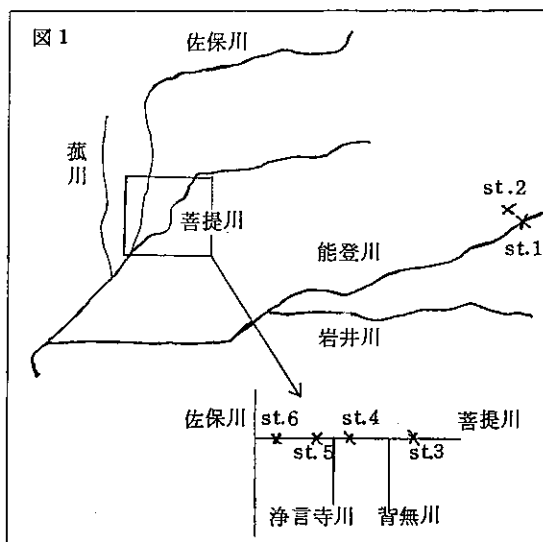 図1
佐保川
菰川
菩提川
st.2
st.1
能登川
岩井川
佐保川
st.6
st.4
菩提川
st.5
st.3
浄言寺川
背無川